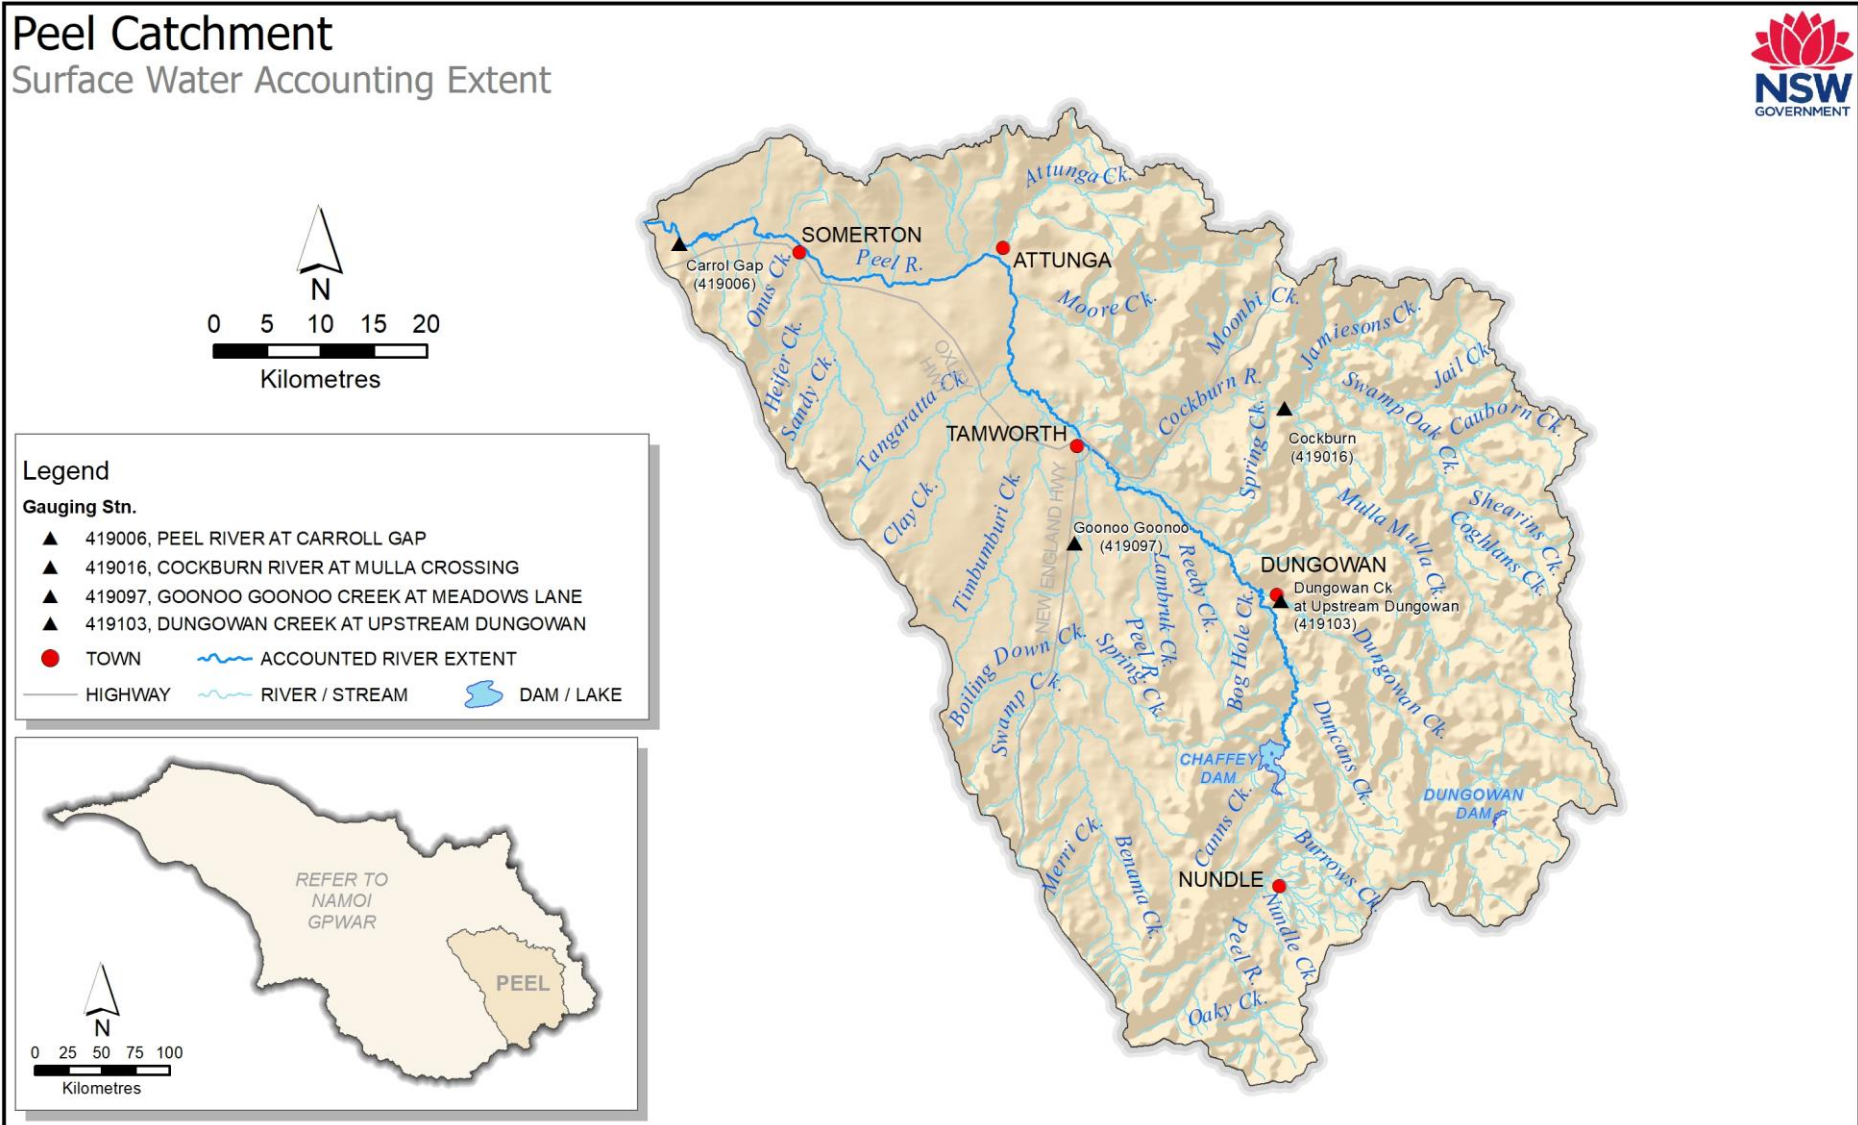 Peel Catchment
Surface Water Accounting Extent
NSW
GOVERNMENT
N
0 5 10 15 20
Kilometres
Legend
Gauging Stn.
419006, PEEL RIVER AT CARROLL GAP
419016, COCKBURN RIVER AT MULLA CROSSING
419097, GOONOO GOONOO CREEK AT MEADOWS LANE
419103, DUNGOWAN CREEK AT UPSTREAM DUNGOWAN
TOWN
ACCOUNTED RIVER EXTENT
HIGHWAY
RIVER / STREAM
DAM / LAKE
REFER TO
NAMOI
GPWAR
PEEL
N
0 25 50 75 100
Kilometres
Attunga Ck.
SOMERTON
Peel R.
ATTUNGA
Carrol Gap
(419006)
Onus Ck.
Moore Ck.
Moonbi Ck.
Jamiesons Ck.
Heifer Ck.
Sandy Ck.
OXLEY
HWY
Tangaratta Ck.
Cockburn R.
Jail Ck.
Swamp Oak Ck.
Cauborn Ck.
TAMWORTH
Spring Ck.
Cockburn
(419016)
Clay Ck.
Timbumburi Ck.
NEW ENGLAND HWY
Mulla Mulla Ck.
Shearins Ck.
Coghlans Ck.
Goonoo Goonoo
(419097)
Lambruk Ck.
Reedy Ck.
DUNGOWAN
Dungowan Ck
at Upstream Dungowan
(419103)
Bog Hole Ck.
Peel R.
Spring Ck.
Boiling Down Ck.
Swamp Ck.
Dungowan Ck.
Duncans Ck.
CHAFFEY
DAM
DUNGOWAN
DAM
Canns Ck.
Merri Ck.
Benama Ck.
Burrows Ck.
NUNDLE
Nundle Ck.
Peel R.
Oaky Ck.